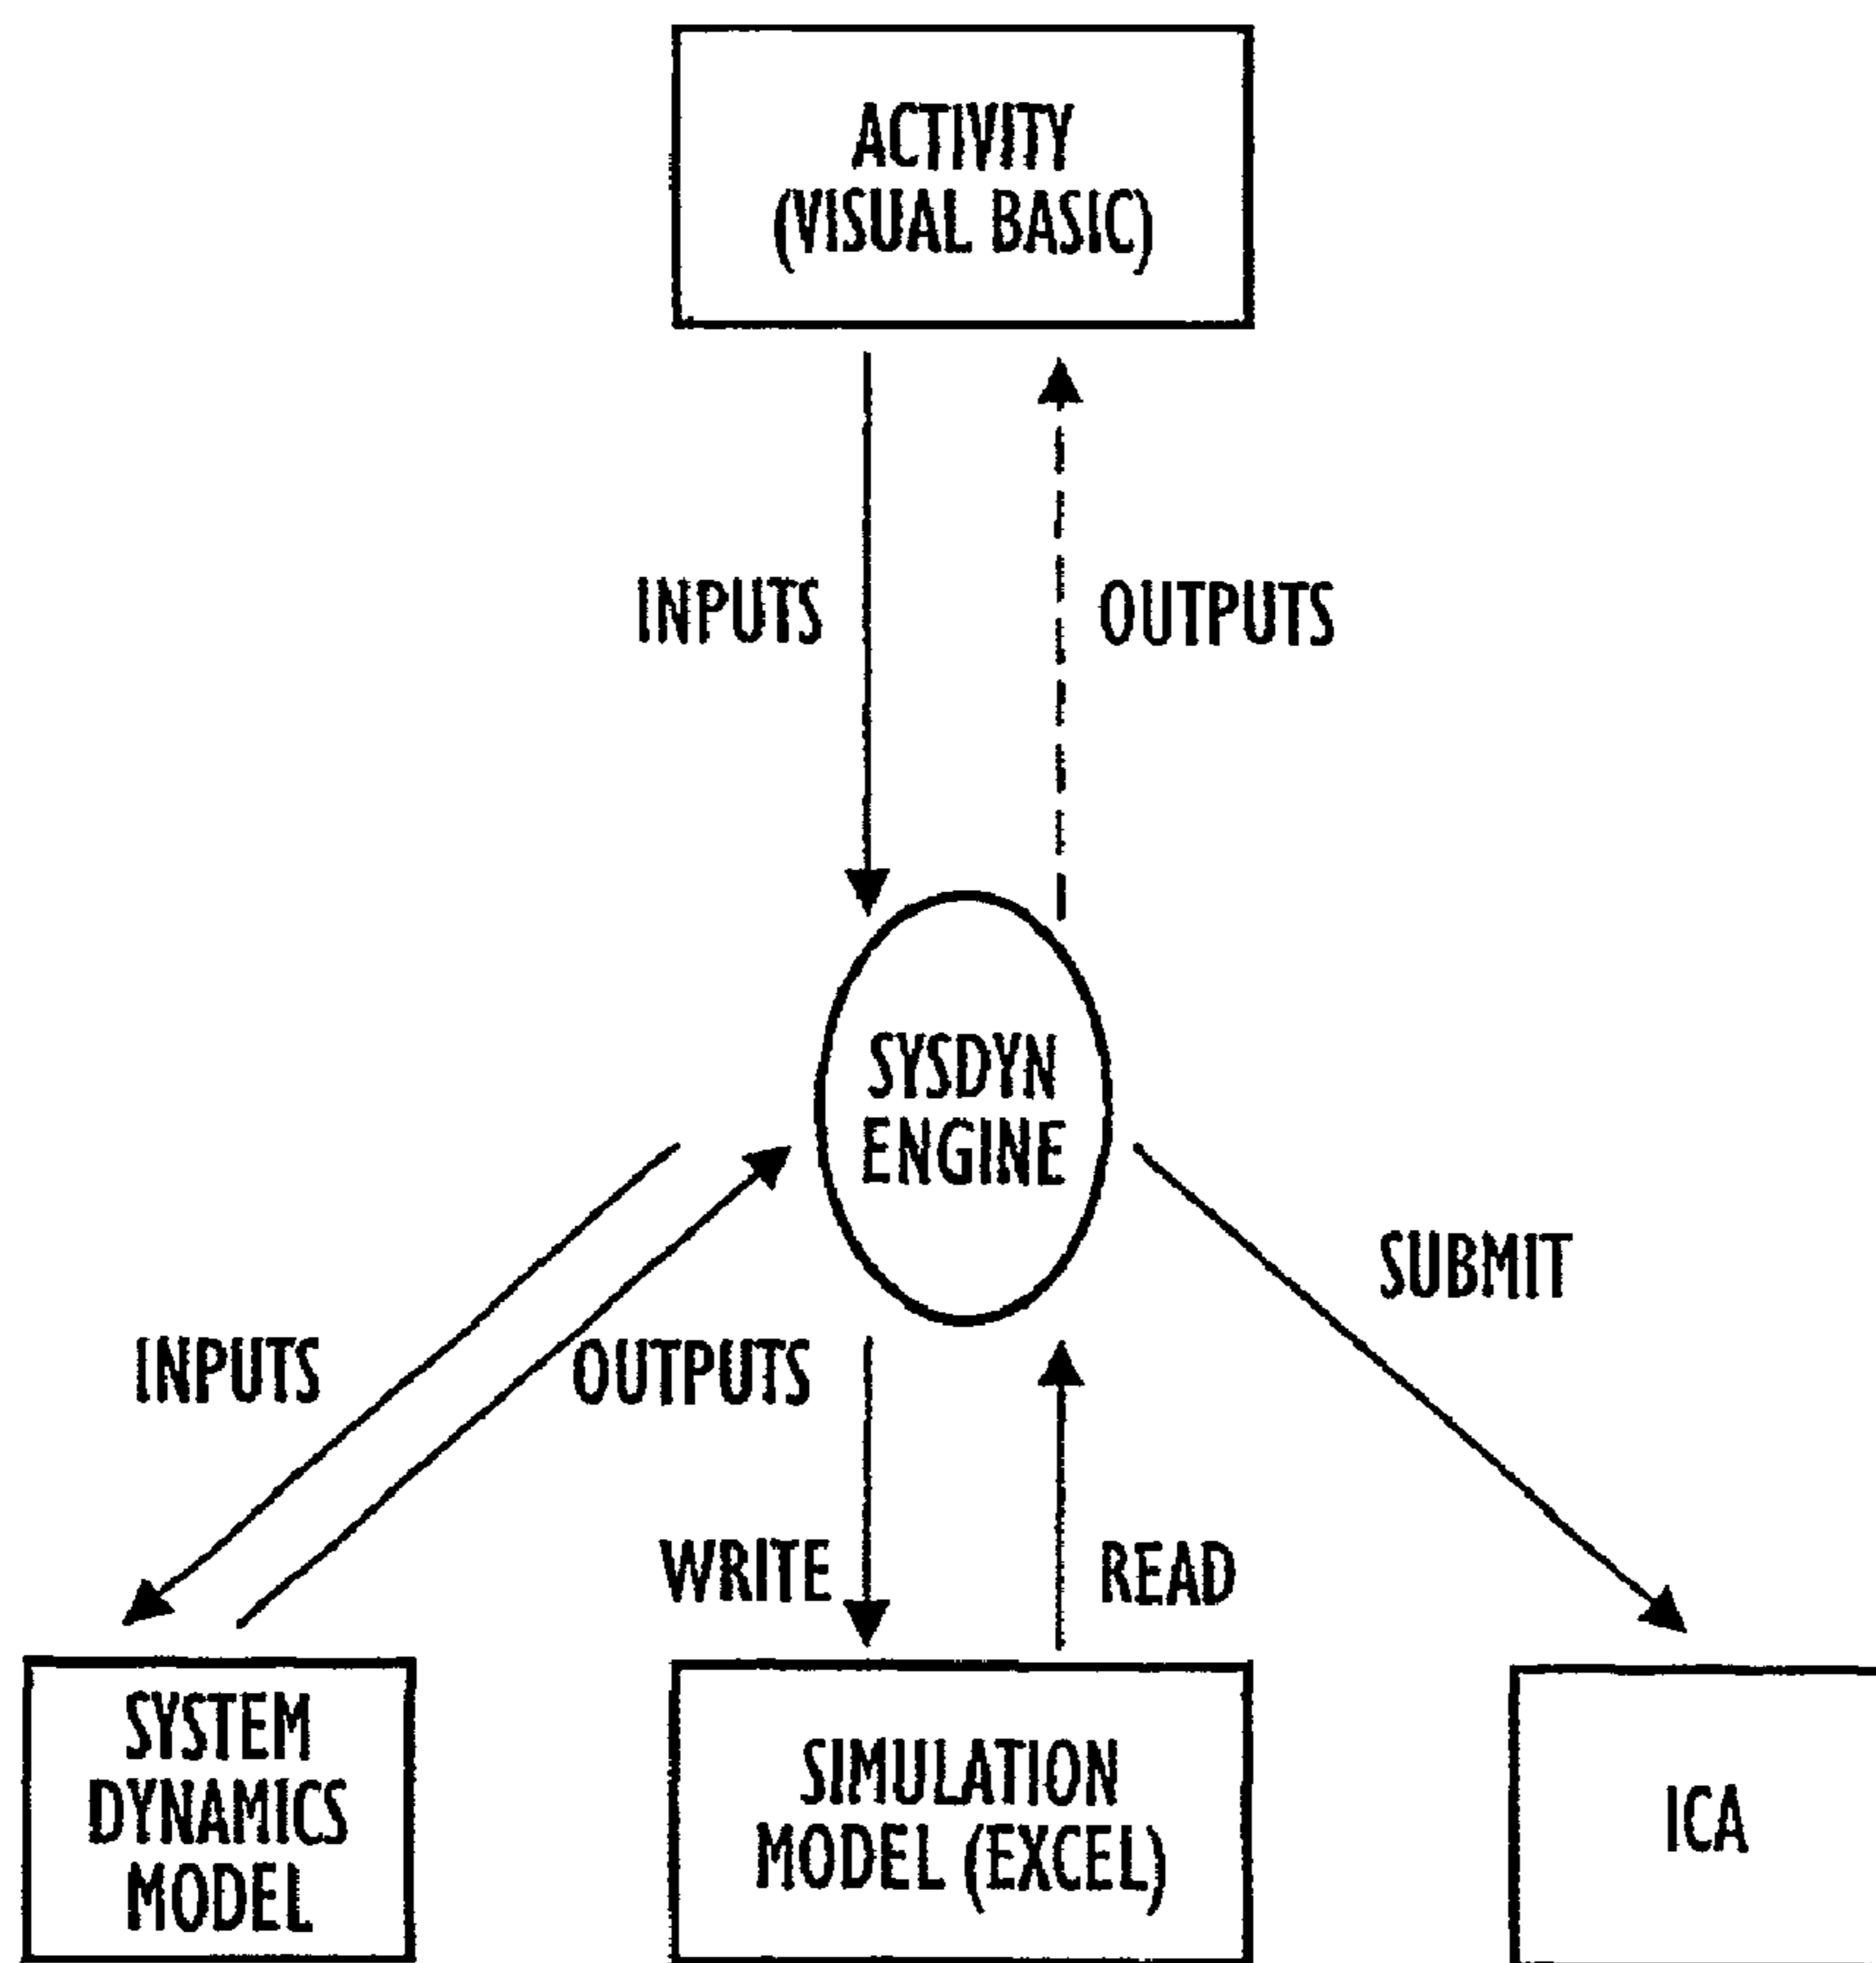 ACTIVITY
(VISUAL BASIC)
INPUTS
OUTPUTS
SYSDYN
ENGINE
SUBMIT
INPUTS
OUTPUTS
WRITE
READ
SYSTEM
DYNAMICS
MODEL
SIMULATION
MODEL (EXCEL)
ICA